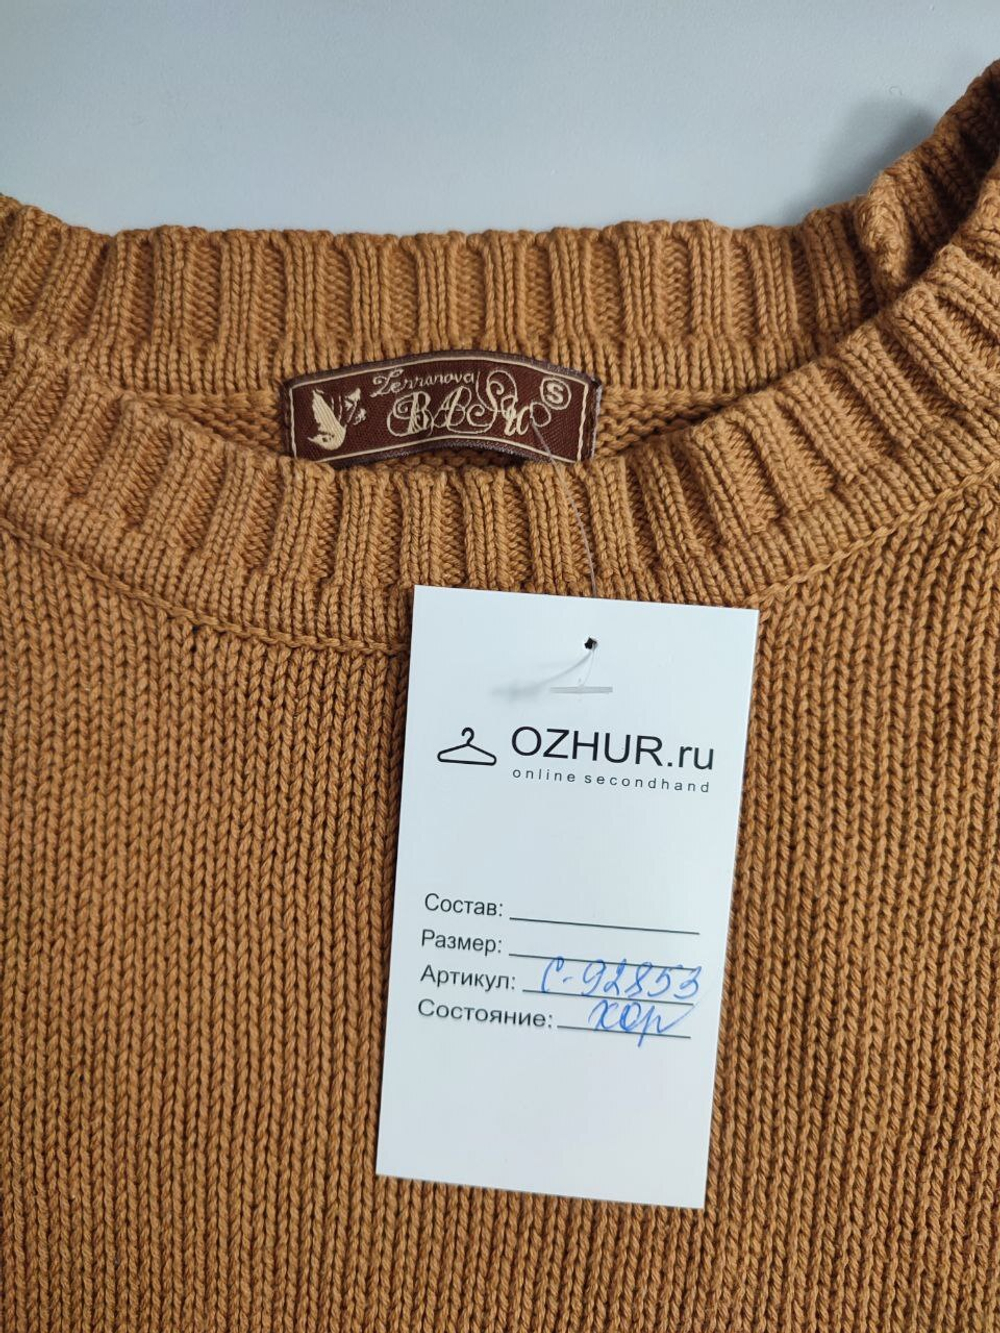 Terranova
BASic
S
OZHUR.ru
online secondhand
Состав:
Размер:
Артикул: С-92853
Состояние: хор